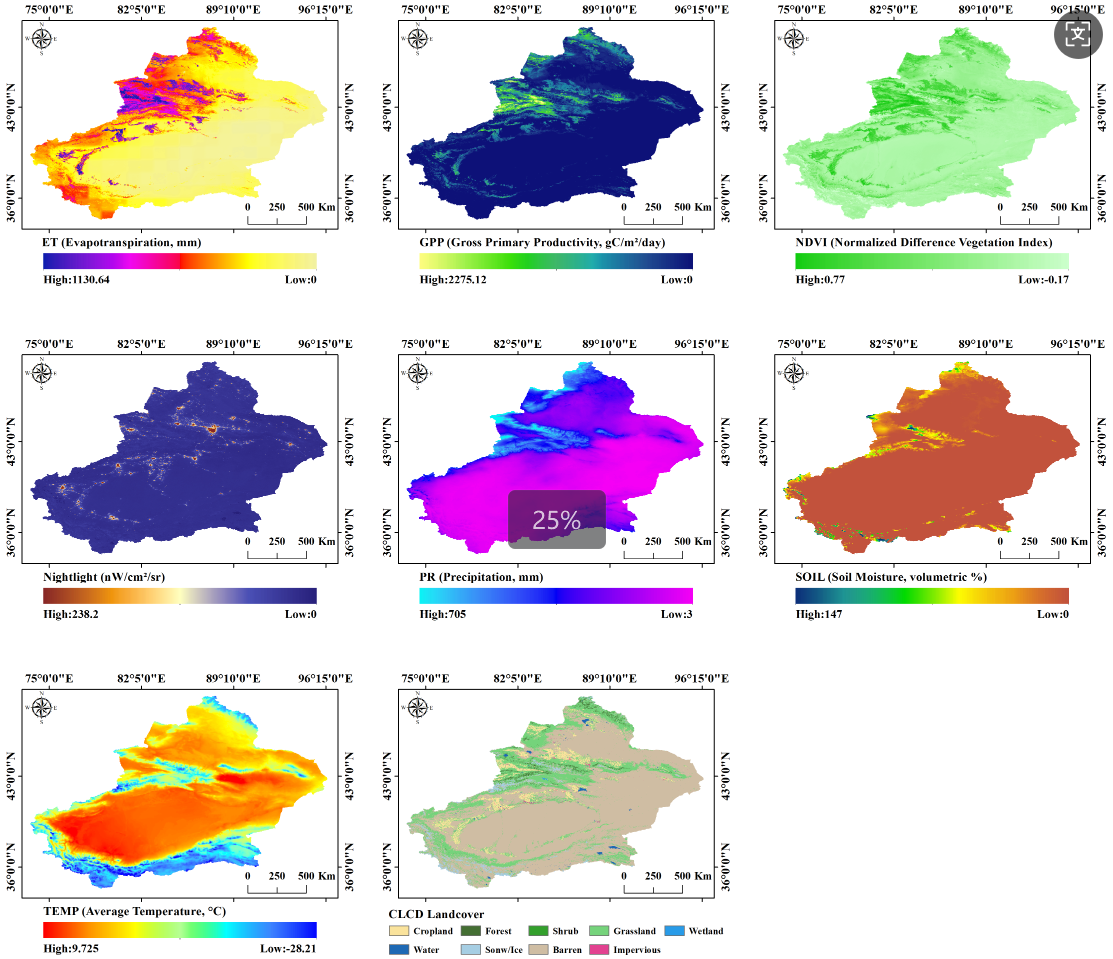 75°0'0"E 82°5'15"E 89°10'0"E 96°15'0"E
75°0'0"E 82°5'15"E 89°10'0"E 96°15'0"E
75°0'0"E 82°5'15"E 89°10'0"E 96°15'0"E
N
W E
S
N
W E
S
N
W E
S
文
43°0'0"N
43°0'0"N
43°0'0"N
36°0'0"N
36°0'0"N
36°0'0"N
0 250 500 Km
0 250 500 Km
0 250 500 Km
ET (Evapotranspiration, mm)
GPP (Gross Primary Productivity, gC/m²/day)
NDVI (Normalized Difference Vegetation Index)
High:1130.64 Low:0
High:2275.12 Low:0
High:0.77 Low:-0.17
75°0'0"E 82°5'15"E 89°10'0"E 96°15'0"E
75°0'0"E 82°5'15"E 89°10'0"E 96°15'0"E
75°0'0"E 82°5'15"E 89°10'0"E 96°15'0"E
N
W E
S
N
W E
S
N
W E
S
43°0'0"N
43°0'0"N
43°0'0"N
25%
36°0'0"N
36°0'0"N
36°0'0"N
0 250 500 Km
0 250 500 Km
0 250 500 Km
Nightlight (nW/cm²/sr)
PR (Precipitation, mm)
SOIL (Soil Moisture, volumetric %)
High:238.2 Low:0
High:705 Low:3
High:147 Low:0
75°0'0"E 82°5'15"E 89°10'0"E 96°15'0"E
75°0'0"E 82°5'15"E 89°10'0"E 96°15'0"E
N
W E
S
N
W E
S
43°0'0"N
43°0'0"N
36°0'0"N
36°0'0"N
0 250 500 Km
0 250 500 Km
TEMP (Average Temperature, °C)
High:9.725 Low:-28.21
CLCD Landcover
Cropland Forest Shrub Grassland Wetland
Water Sonw/Ice Barren Impervious